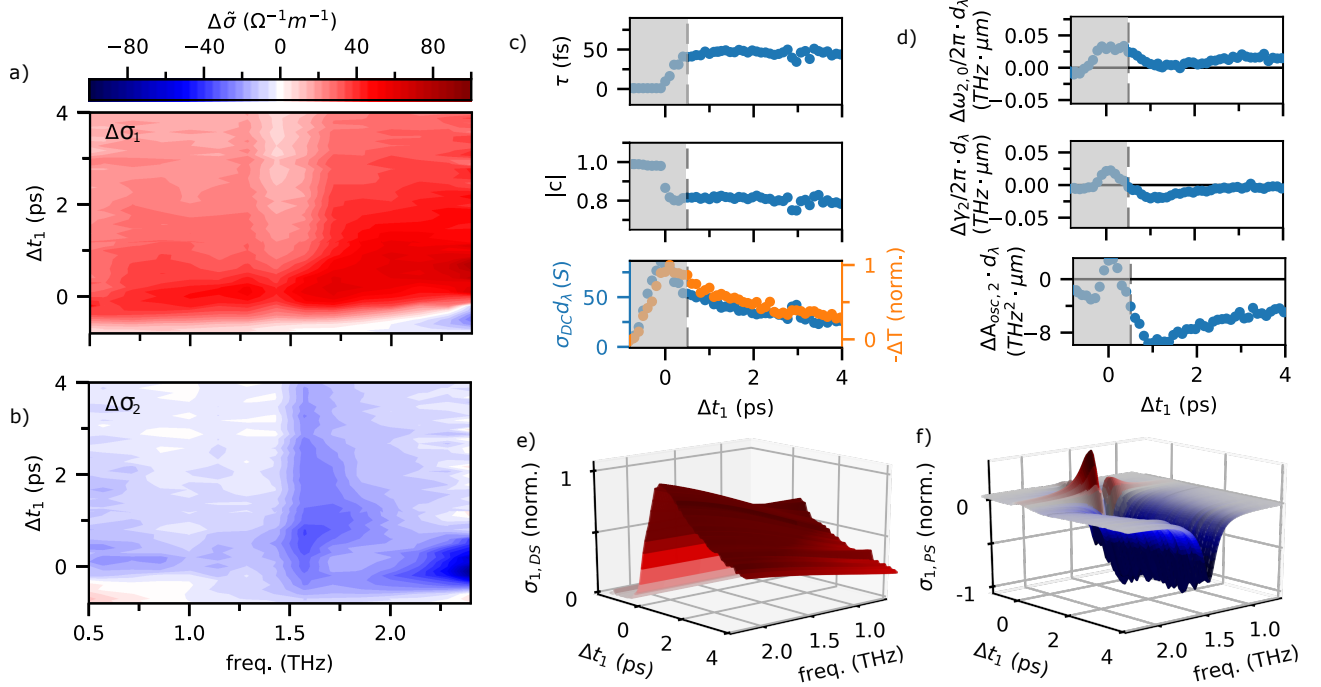 Δσ̃ (Ω⁻¹m⁻¹)
−80 −40 0 40 80
a)
Δσ₁
4
2
0
Δt₁ (ps)
b)
Δσ₂
4
2
0
Δt₁ (ps)
0.5 1.0 1.5 2.0
freq. (THz)
c)
τ (fs)
50
0
|c|
1.0
0.8
σ_DC d_λ (S)
50
0
1
0
-ΔT (norm.)
0 2 4
Δt₁ (ps)
d)
Δω₂,₀/2π · d_λ
(THz · μm)
0.05
0.00
−0.05
Δγ₂/2π · d_λ
(THz · μm)
0.05
0.00
−0.05
ΔA_osc,2 · d_λ
(THz² · μm)
0
−8
0 2 4
Δt₁ (ps)
e)
σ₁,DS (norm.)
1
0
0 2 4
Δt₁ (ps)
2.0 1.5 1.0
freq. (THz)
f)
σ₁,PS (norm.)
0
-1
0 2 4
Δt₁ (ps)
2.0 1.5 1.0
freq. (THz)